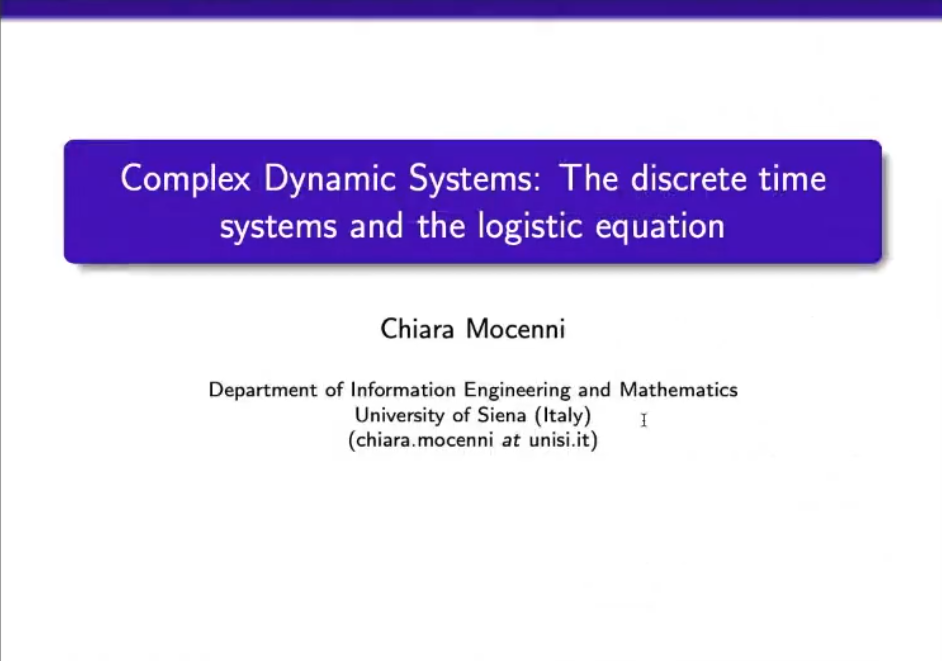 Complex Dynamic Systems: The discrete time
systems and the logistic equation
Chiara Mocenni
Department of Information Engineering and Mathematics
University of Siena (Italy)
(chiara.mocenni at unisi.it)